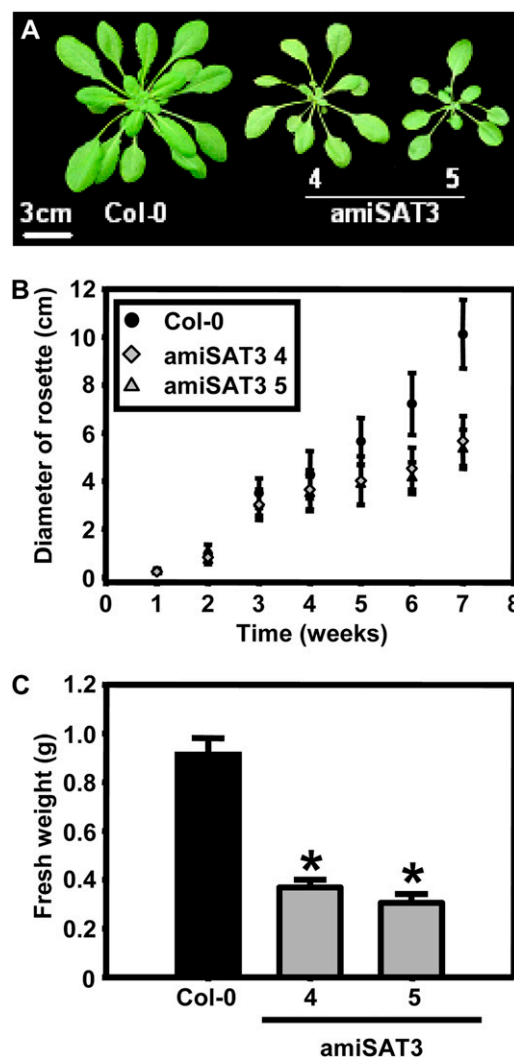 A
3cm Col-0 4 5
amiSAT3
B
Diameter of rosette (cm)
12
10
8
6
4
2
0
Col-0
amiSAT3 4
amiSAT3 5
0 1 2 3 4 5 6 7 8
Time (weeks)
C
Fresh weight (g)
1.2
1.0
0.8
0.6
0.4
0.2
0
* *
Col-0 4 5
amiSAT3